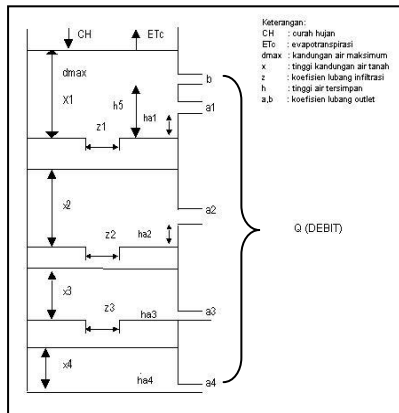 CH ETc
dmax
X1
h5
ha1
z1
b
a1
x2
z2
ha2
a2
x3
z3
ha3
a3
x4
ha4
a4
Q (DEBIT)
Keterangan:
CH : curah hujan
ETc : evapotranspirasi
dmax : kandungan air maksimum
x : tinggi kandungan air tanah
z : koefisien lubang infiltrasi
h : tinggi air tersimpan
a,b : koefisien lubang outlet